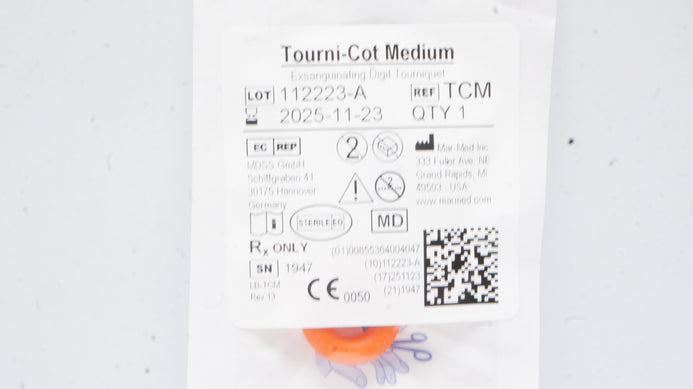 Tourni-Cot Medium
Exsanguinating Digit Tourniquet
LOT 112223-A REF TCM
2025-11-23 QTY 1
EC REP
MDSS GmbH
Schiffgraben 41
30175 Hannover
Germany
2
Mar-Med Inc
333 Fuller Ave. NE
Grand Rapids, MI
49503 - USA
www.marmed.com
i
STERILE EO
MD
Rx ONLY
SN 1947
LB-TCM
Rev 13
CE 0050
(01)00855364004047
(10)112223-A
(17)251123
(21)1947